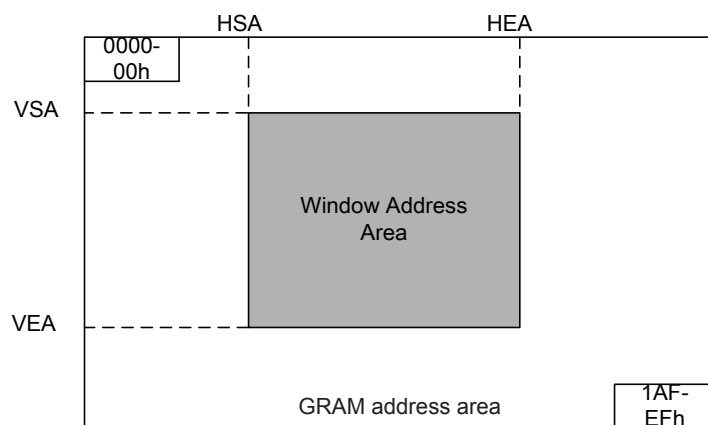 HSA
HEA
0000-
00h
VSA
Window Address
Area
VEA
1AF-
EFh
GRAM address area